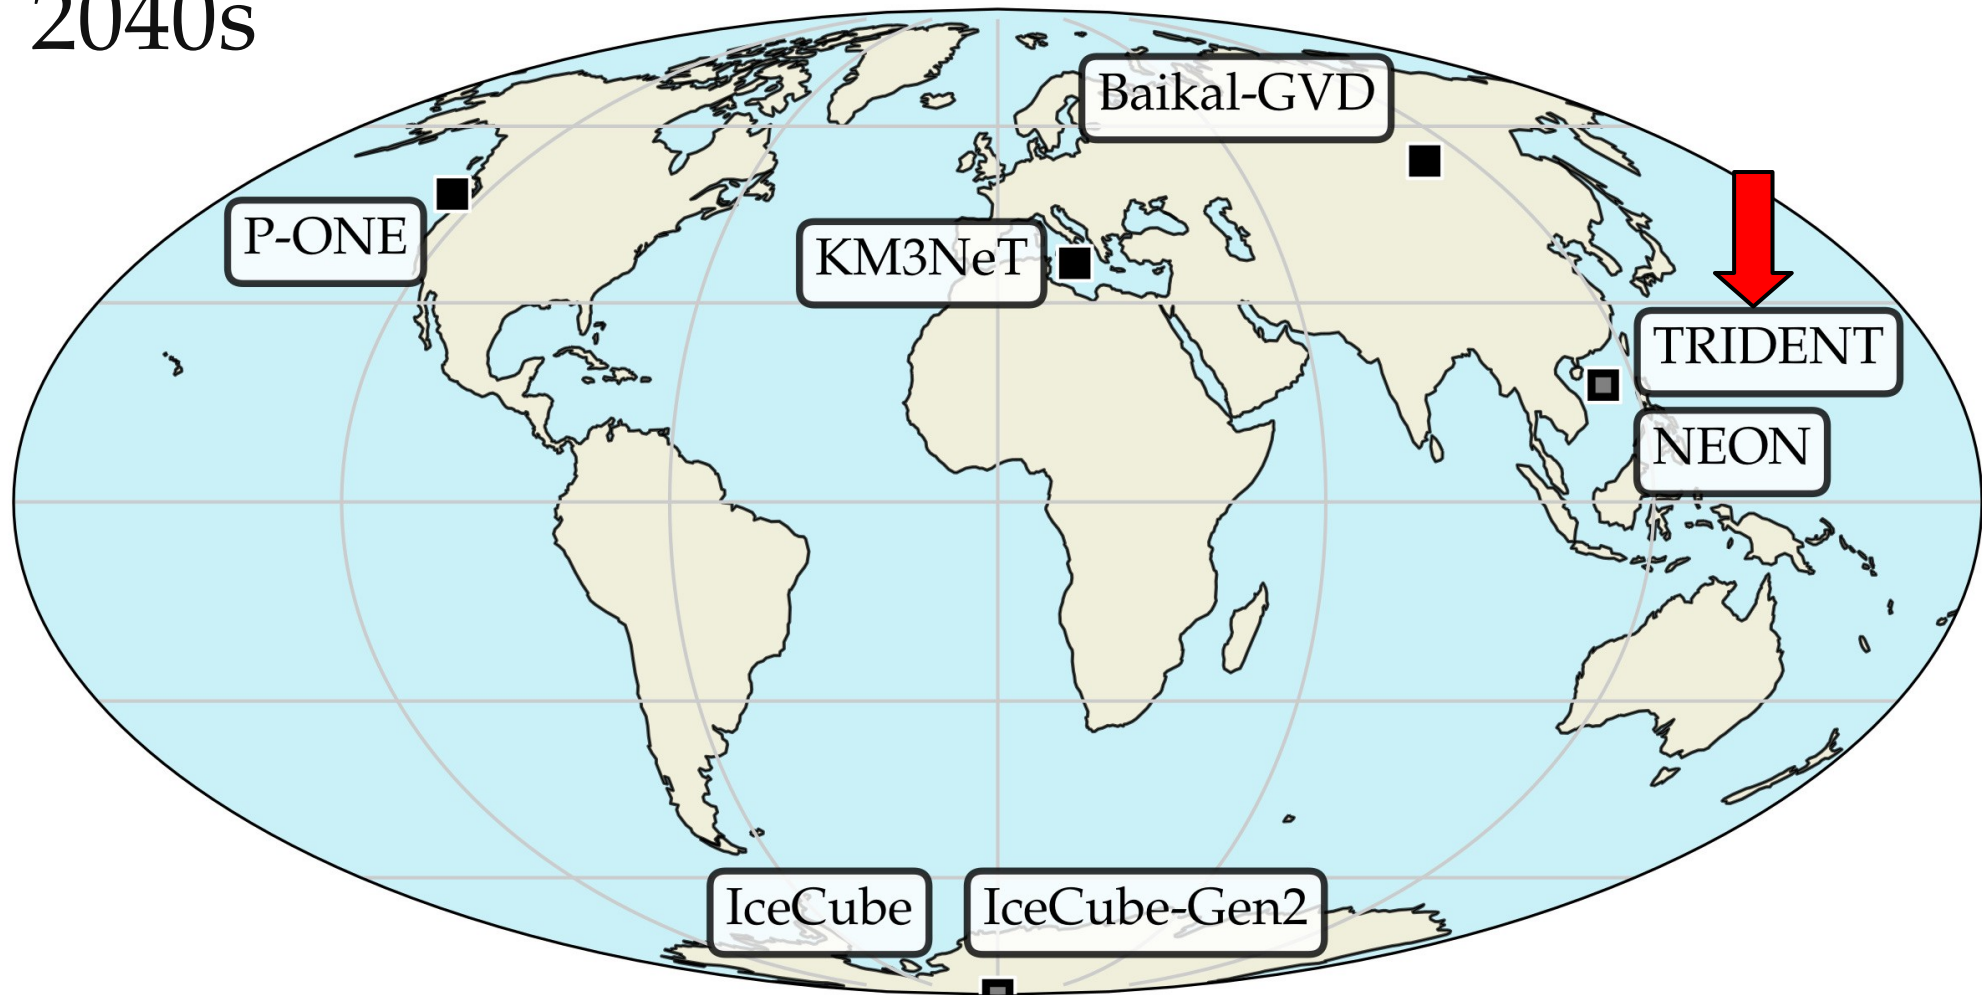 2040s
Baikal-GVD
P-ONE
KM3NeT
TRIDENT
NEON
IceCube
IceCube-Gen2